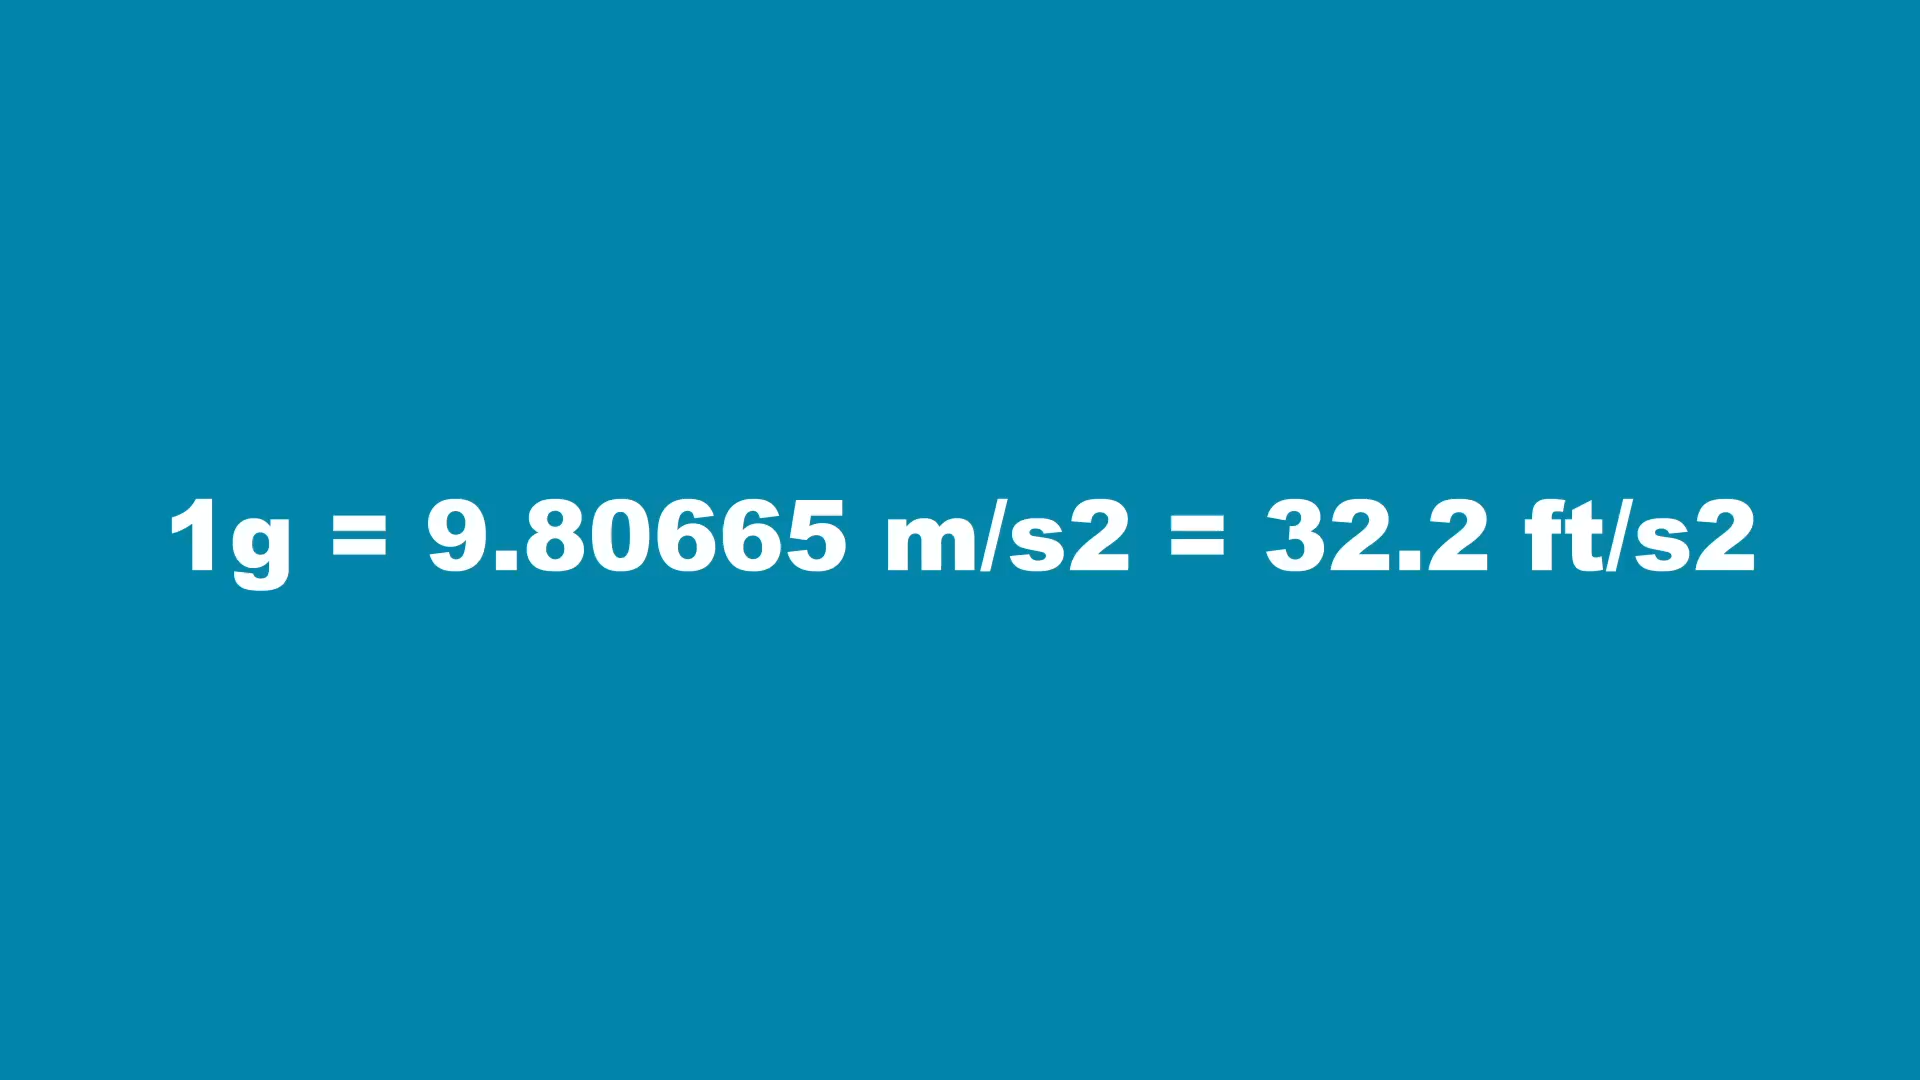 1g = 9.80665 m/s2 = 32.2 ft/s2